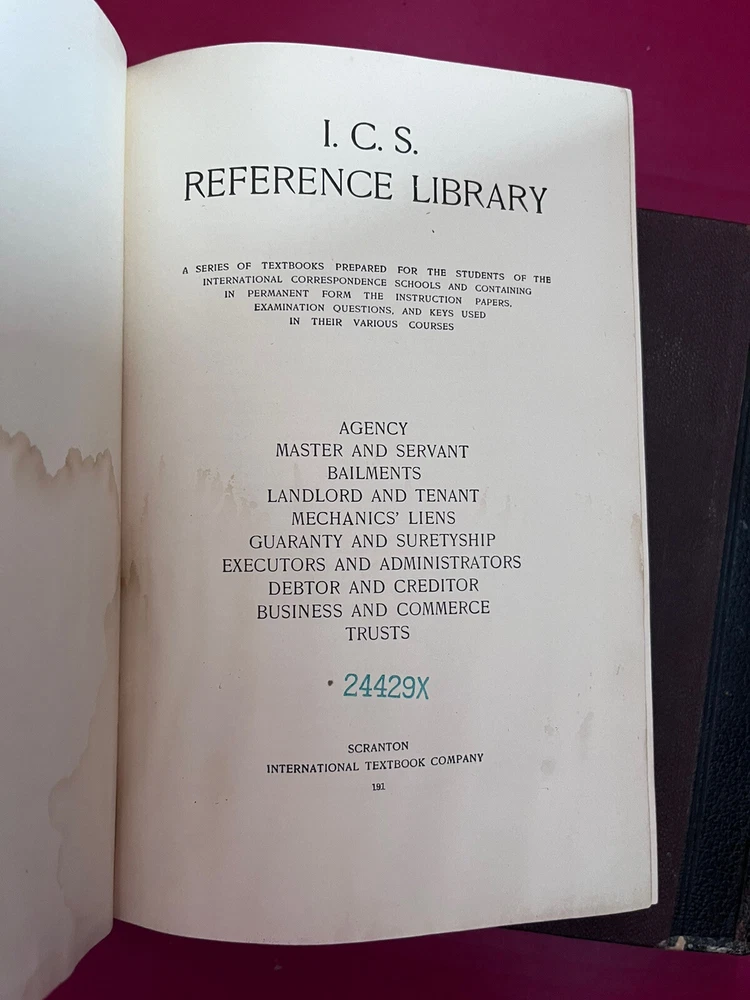 I. C. S.
REFERENCE LIBRARY
A SERIES OF TEXTBOOKS PREPARED FOR THE STUDENTS OF THE
INTERNATIONAL CORRESPONDENCE SCHOOLS AND CONTAINING
IN PERMANENT FORM THE INSTRUCTION PAPERS,
EXAMINATION QUESTIONS, AND KEYS USED
IN THEIR VARIOUS COURSES
AGENCY
MASTER AND SERVANT
BAILMENTS
LANDLORD AND TENANT
MECHANICS' LIENS
GUARANTY AND SURETYSHIP
EXECUTORS AND ADMINISTRATORS
DEBTOR AND CREDITOR
BUSINESS AND COMMERCE
TRUSTS
24429X
SCRANTON
INTERNATIONAL TEXTBOOK COMPANY
191